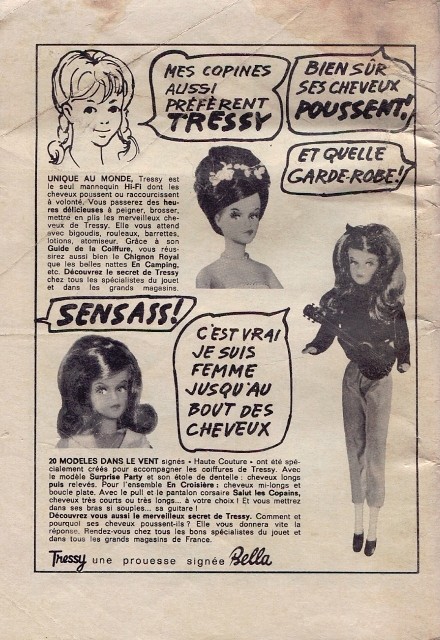 MES COPINES
AUSSI
PRÉFÈRENT
TRESSY
BIEN SÛR
SES CHEVEUX
POUSSENT!
ET QUELLE
GARDE-ROBE!
UNIQUE AU MONDE, Tressy est
le seul mannequin Hi-Fi dont les
cheveux poussent ou raccourcissent
à volonté. Vous passerez des heu-
res délicieuses à peigner, brosser,
mettre en plis les merveilleux che-
veux de Tressy. Elle vous attend
avec bigoudis, rouleaux, barrettes,
lotions, atomiseur. Grâce à son
Guide de la Coiffure, vous réus-
sirez aussi bien le Chignon Royal
que les belles nattes En Camping,
etc. Découvrez le secret de Tressy
chez tous les spécialistes du jouet
et dans les grands magasins.
SENSASS!
C'EST VRAI
JE SUIS
FEMME
JUSQU'AU
BOUT DES
CHEVEUX
20 MODELES DANS LE VENT signés « Haute Couture » ont été spé-
cialement créés pour accompagner les coiffures de Tressy. Avec
le modèle Surprise Party et son étole de dentelle : cheveux longs
puis relevés. Pour l'ensemble En Croisière : cheveux mi-longs et
boucle plate. Avec le pull et le pantalon corsaire Salut les Copains,
cheveux très courts ou très longs... à votre choix ! Et vous mettrez
dans ses bras si souples... sa guitare !
Découvrez vous aussi le merveilleux secret de Tressy. Comment et
pourquoi ses cheveux poussent-ils ? Elle vous donnera vite la
réponse. Rendez-vous chez tous les bons spécialistes du jouet et
dans tous les grands magasins de France.
Tressy une prouesse signée Bella